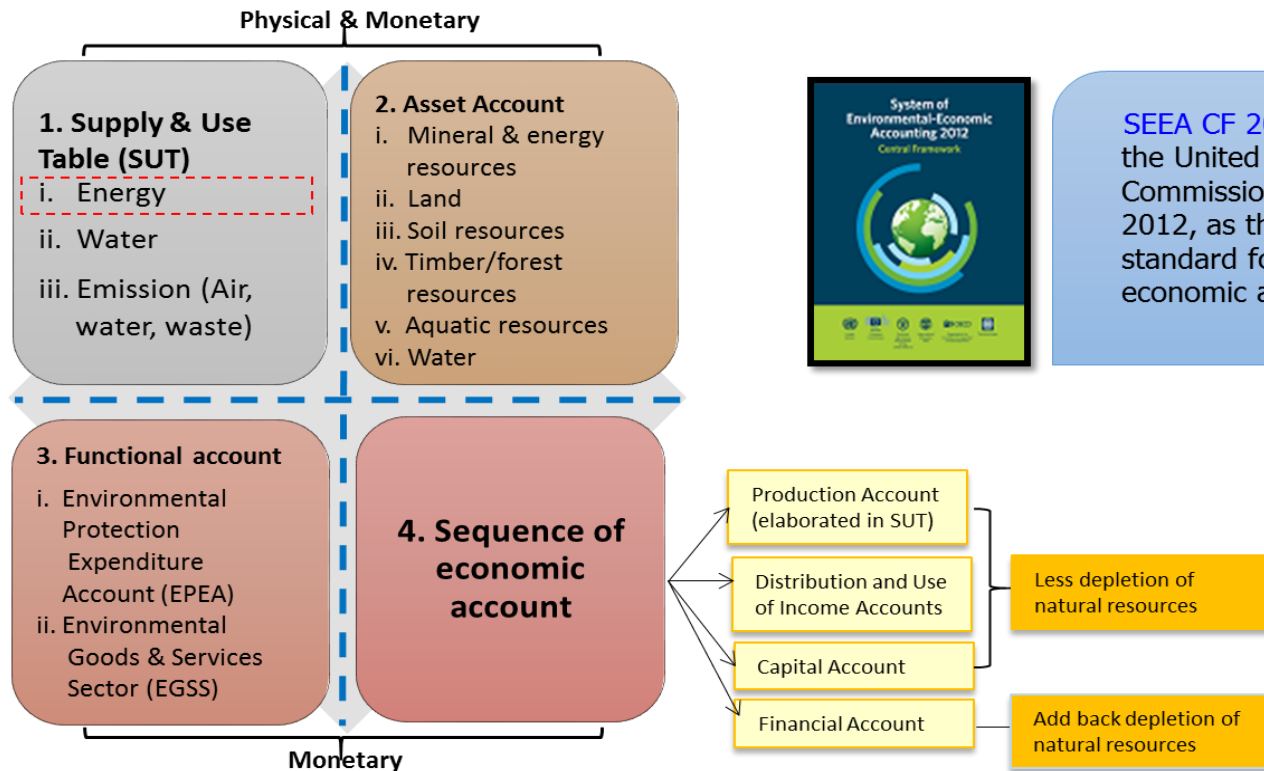 Physical & Monetary
1. Supply & Use
Table (SUT)
i. Energy
ii. Water
iii. Emission (Air,
water, waste)
2. Asset Account
i. Mineral & energy
resources
ii. Land
iii. Soil resources
iv. Timber/forest
resources
v. Aquatic resources
vi. Water
3. Functional account
i. Environmental
Protection
Expenditure
Account (EPEA)
ii. Environmental
Goods & Services
Sector (EGSS)
4. Sequence of
economic
account
Monetary
System of
Environmental-Economic
Accounting 2012
Central Framework
OECD
SEEA CF 20
the United
Commissio
2012, as th
standard fo
economic a
Production Account
(elaborated in SUT)
Distribution and Use
of Income Accounts
Capital Account
Financial Account
Less depletion of
natural resources
Add back depletion of
natural resources